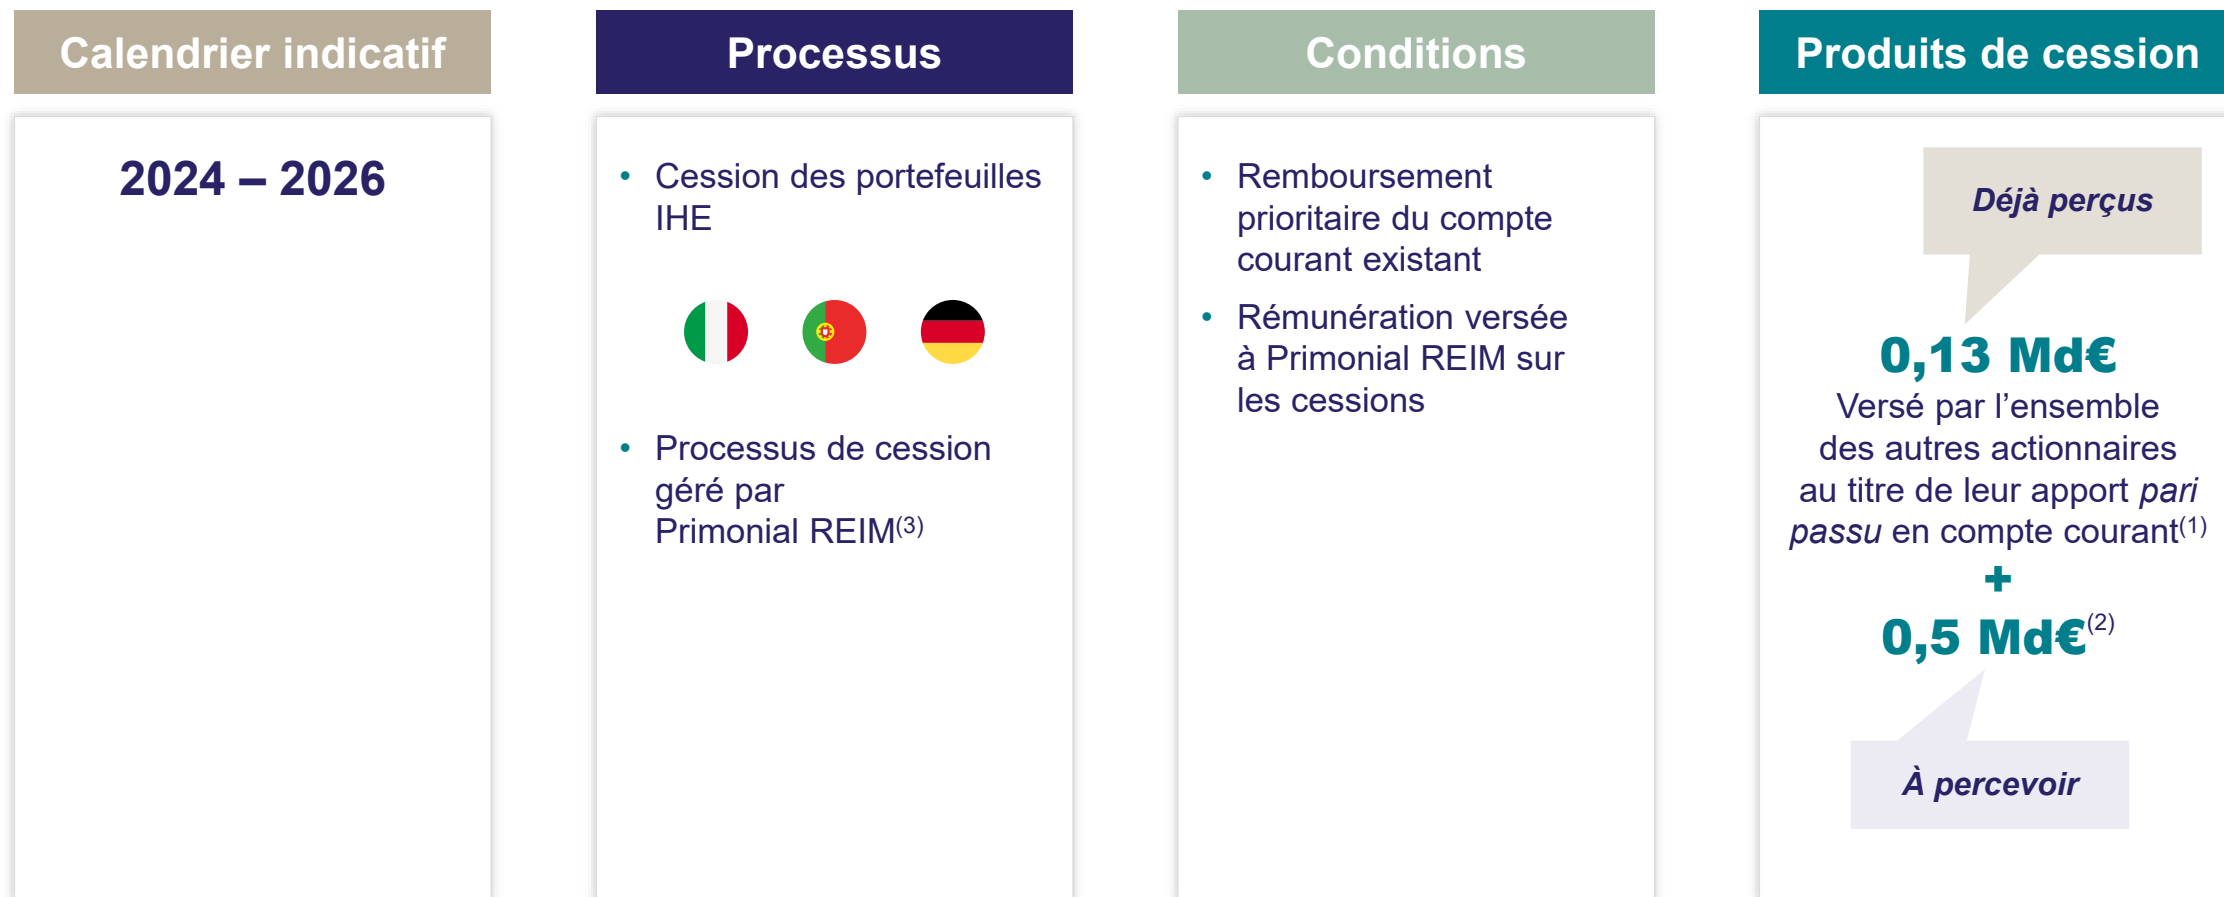 Calendrier indicatif
2024 – 2026
Processus
• Cession des portefeuilles
IHE
• Processus de cession
géré par
Primonial REIM(3)
Conditions
• Remboursement
prioritaire du compte
courant existant
• Rémunération versée
à Primonial REIM sur
les cessions
Produits de cession
Déjà perçus
0,13 Md€
Versé par l’ensemble
des autres actionnaires
au titre de leur apport pari
passu en compte courant(1)
+
0,5 Md€(2)
À percevoir